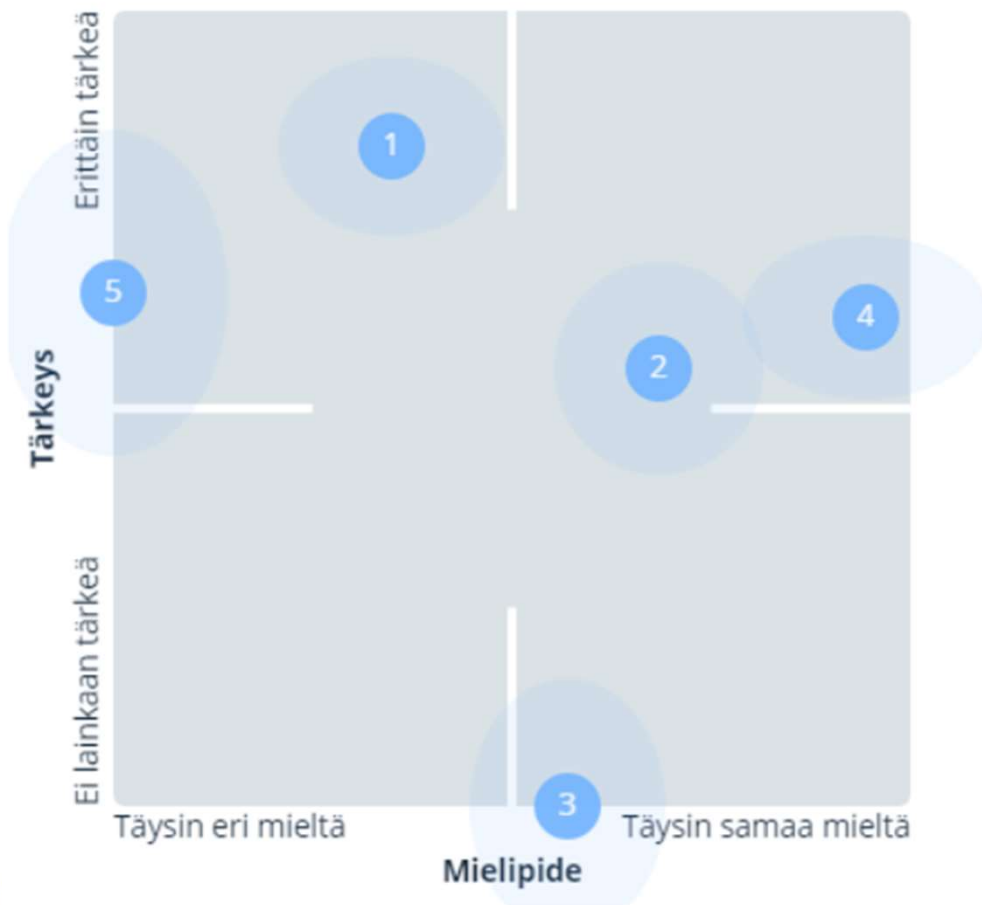 Erittäin tärkeä
1
5
4
2
Tärkeys
Ei lainkaan tärkeä
3
Täysin eri mieltä
Täysin samaa mieltä
Mielipide